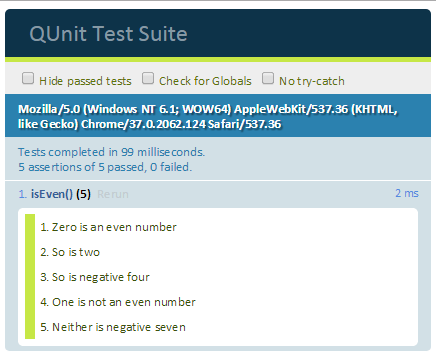 QUnit Test Suite
Hide passed tests Check for Globals No try-catch
Mozilla/5.0 (Windows NT 6.1; WOW64) AppleWebKit/537.36 (KHTML,
like Gecko) Chrome/37.0.2062.124 Safari/537.36
Tests completed in 99 milliseconds.
5 assertions of 5 passed, 0 failed.
1. isEven() (5) Rerun 2 ms
1. Zero is an even number
2. So is two
3. So is negative four
4. One is not an even number
5. Neither is negative seven